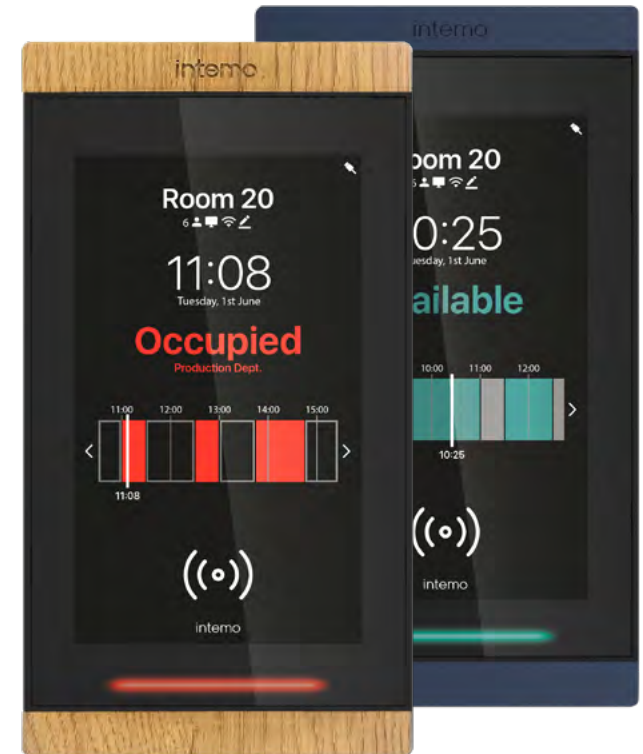 intemo
Room 20
6
11:08
Tuesday, 1st June
Occupied
Production Dept.
11:00 12:00 13:00 14:00 15:00
11:08
intemo
intemo
oom 20
0:25
uesday, 1st June
ailable
10:00 11:00 12:00
10:25
intemo